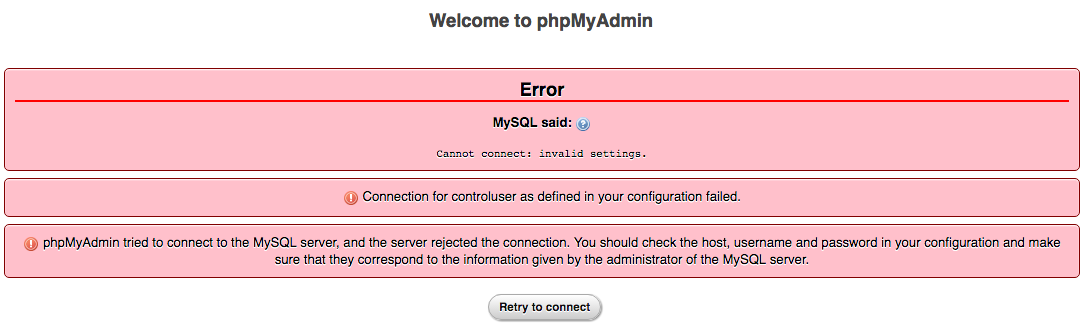 Welcome to phpMyAdmin
Error
MySQL said:
Cannot connect: invalid settings.
Connection for controluser as defined in your configuration failed.
phpMyAdmin tried to connect to the MySQL server, and the server rejected the connection. You should check the host, username and password in your configuration and make
sure that they correspond to the information given by the administrator of the MySQL server.
Retry to connect